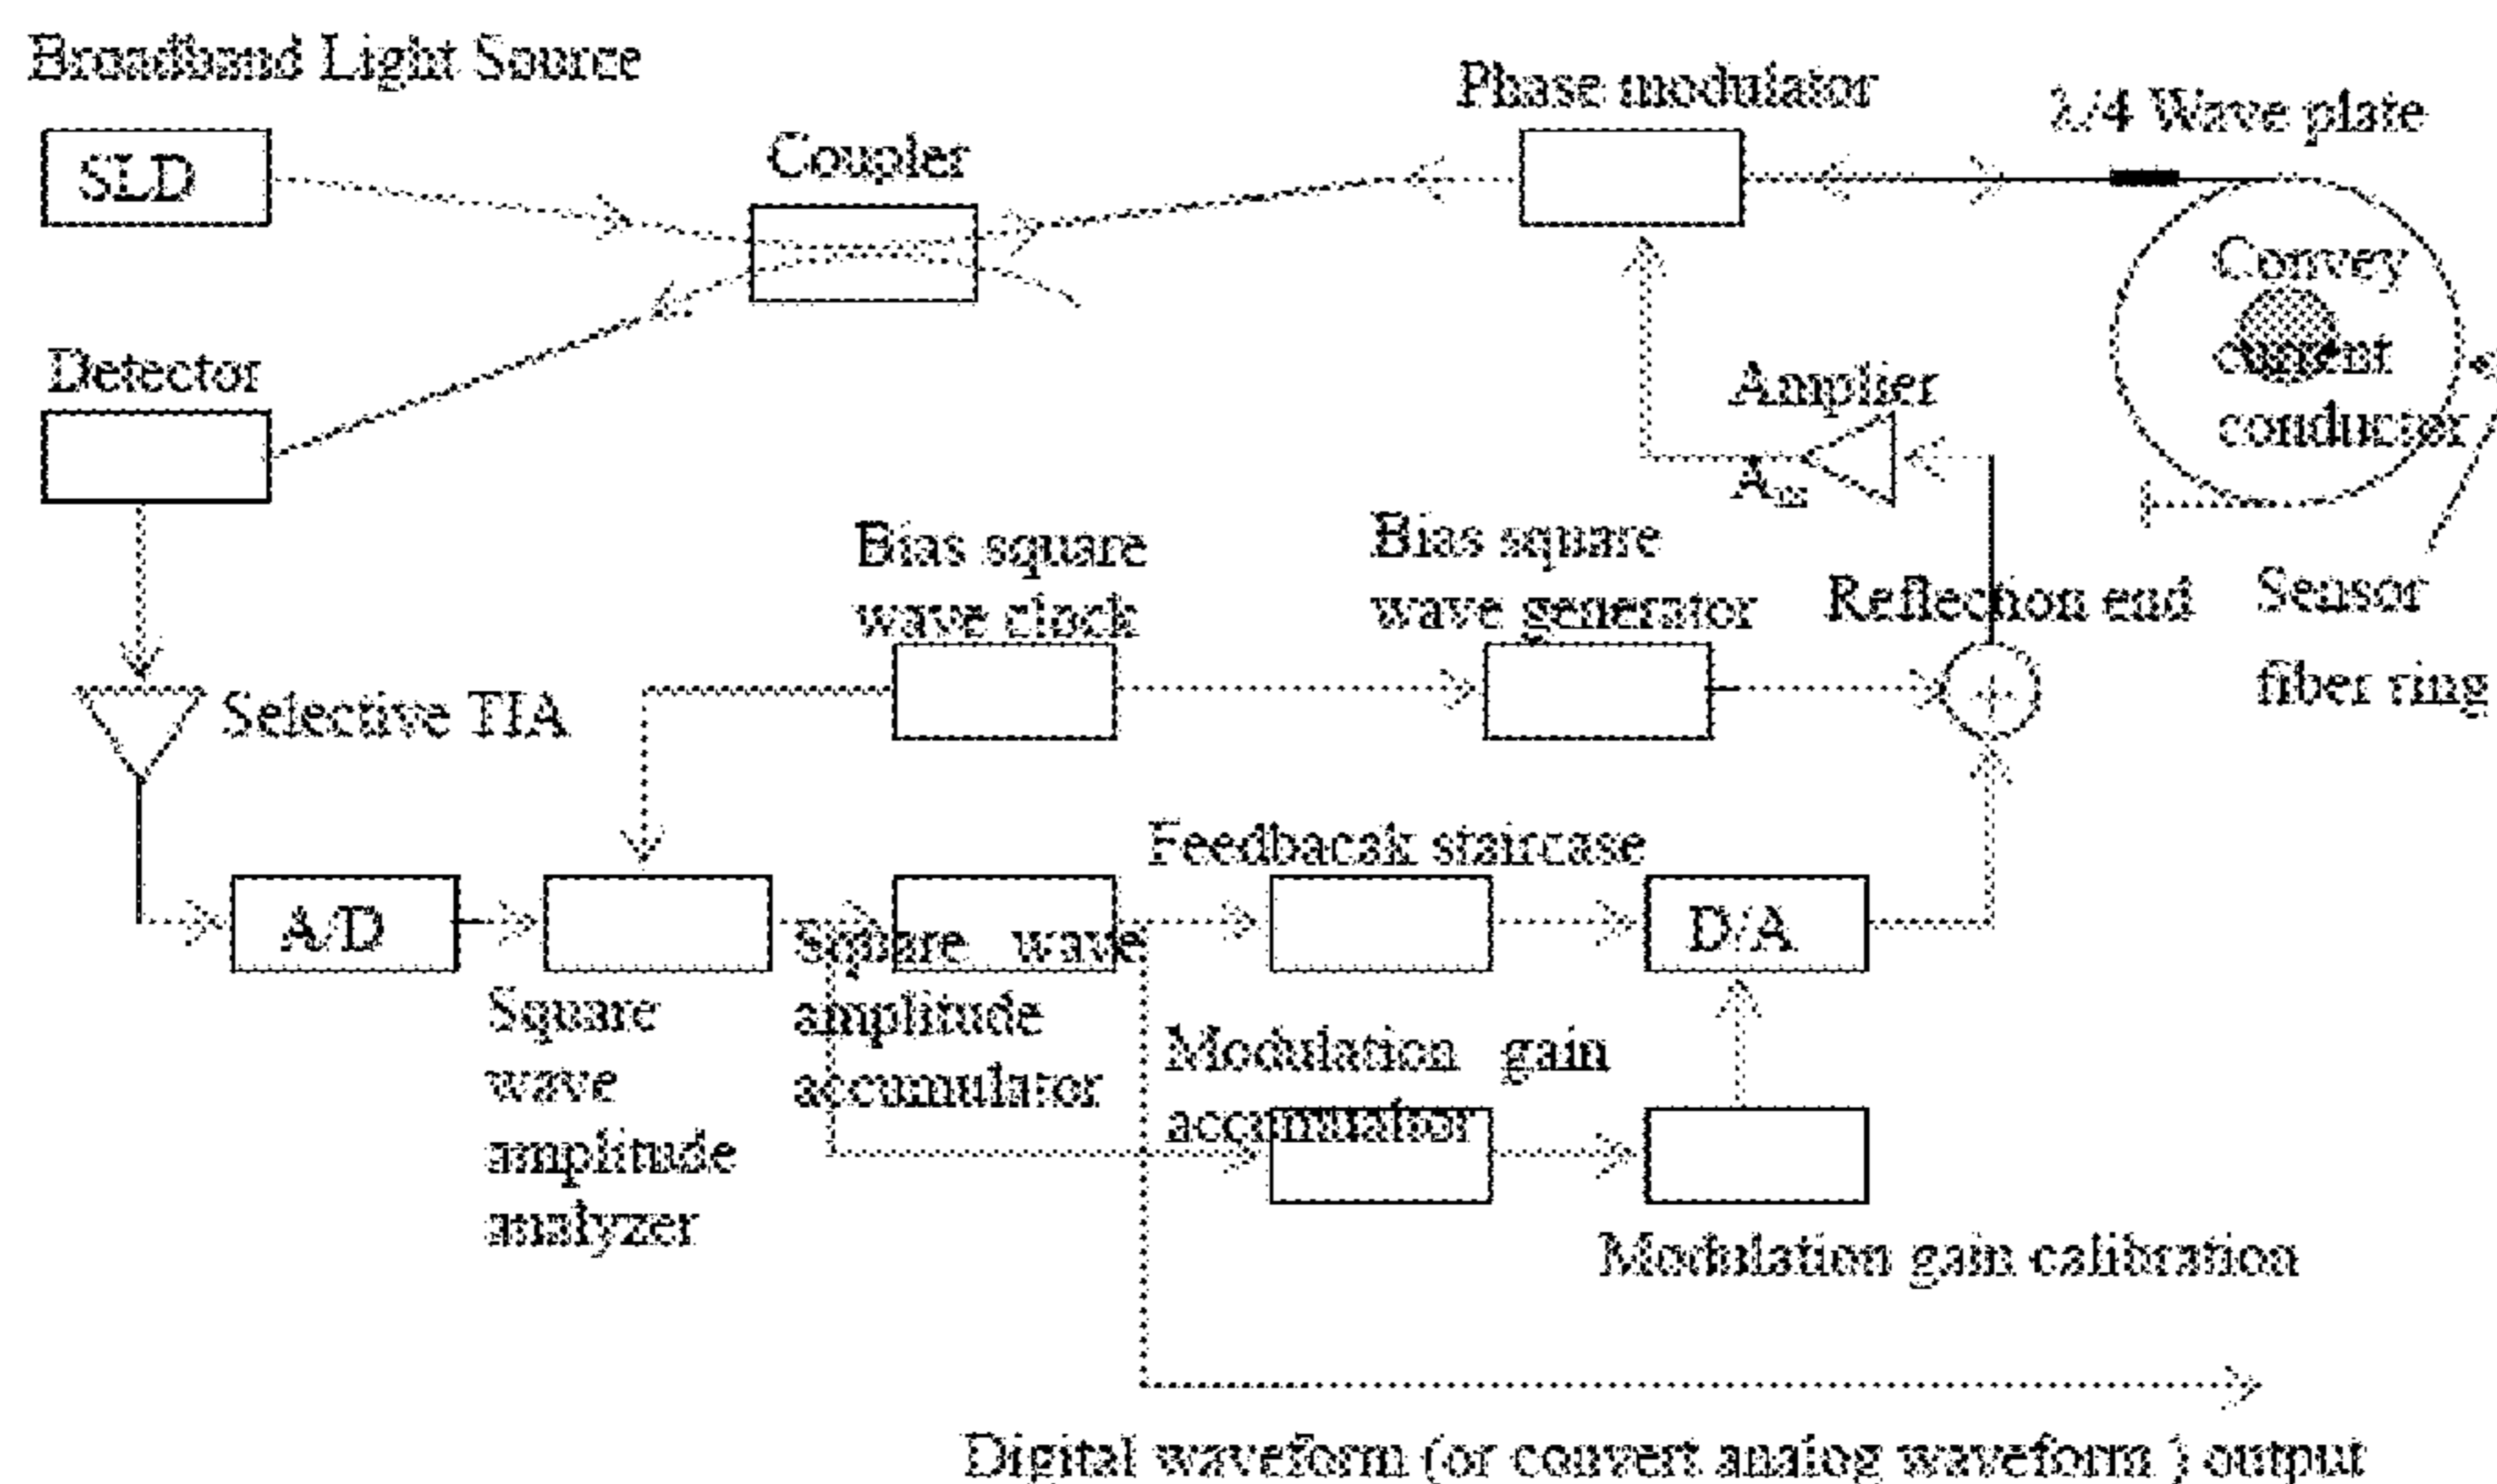 Broadband Light Source
Phase modulator
λ/4 Wave plate
SLD
Coupler
Convey
current
conductor
Detector
Amplier
Am
Bias square
wave clock
Bias square
wave generator
Reflection end
Sensor
fiber ring
Selective TIA
Feedbacak staircase
A/D
D/A
Square wave
amplitude
accumulator
Square
wave
amplitude
analyzer
Modulation gain
accumulator
Modulation gain calibration
Digital waveform (or convert analog waveform ) output